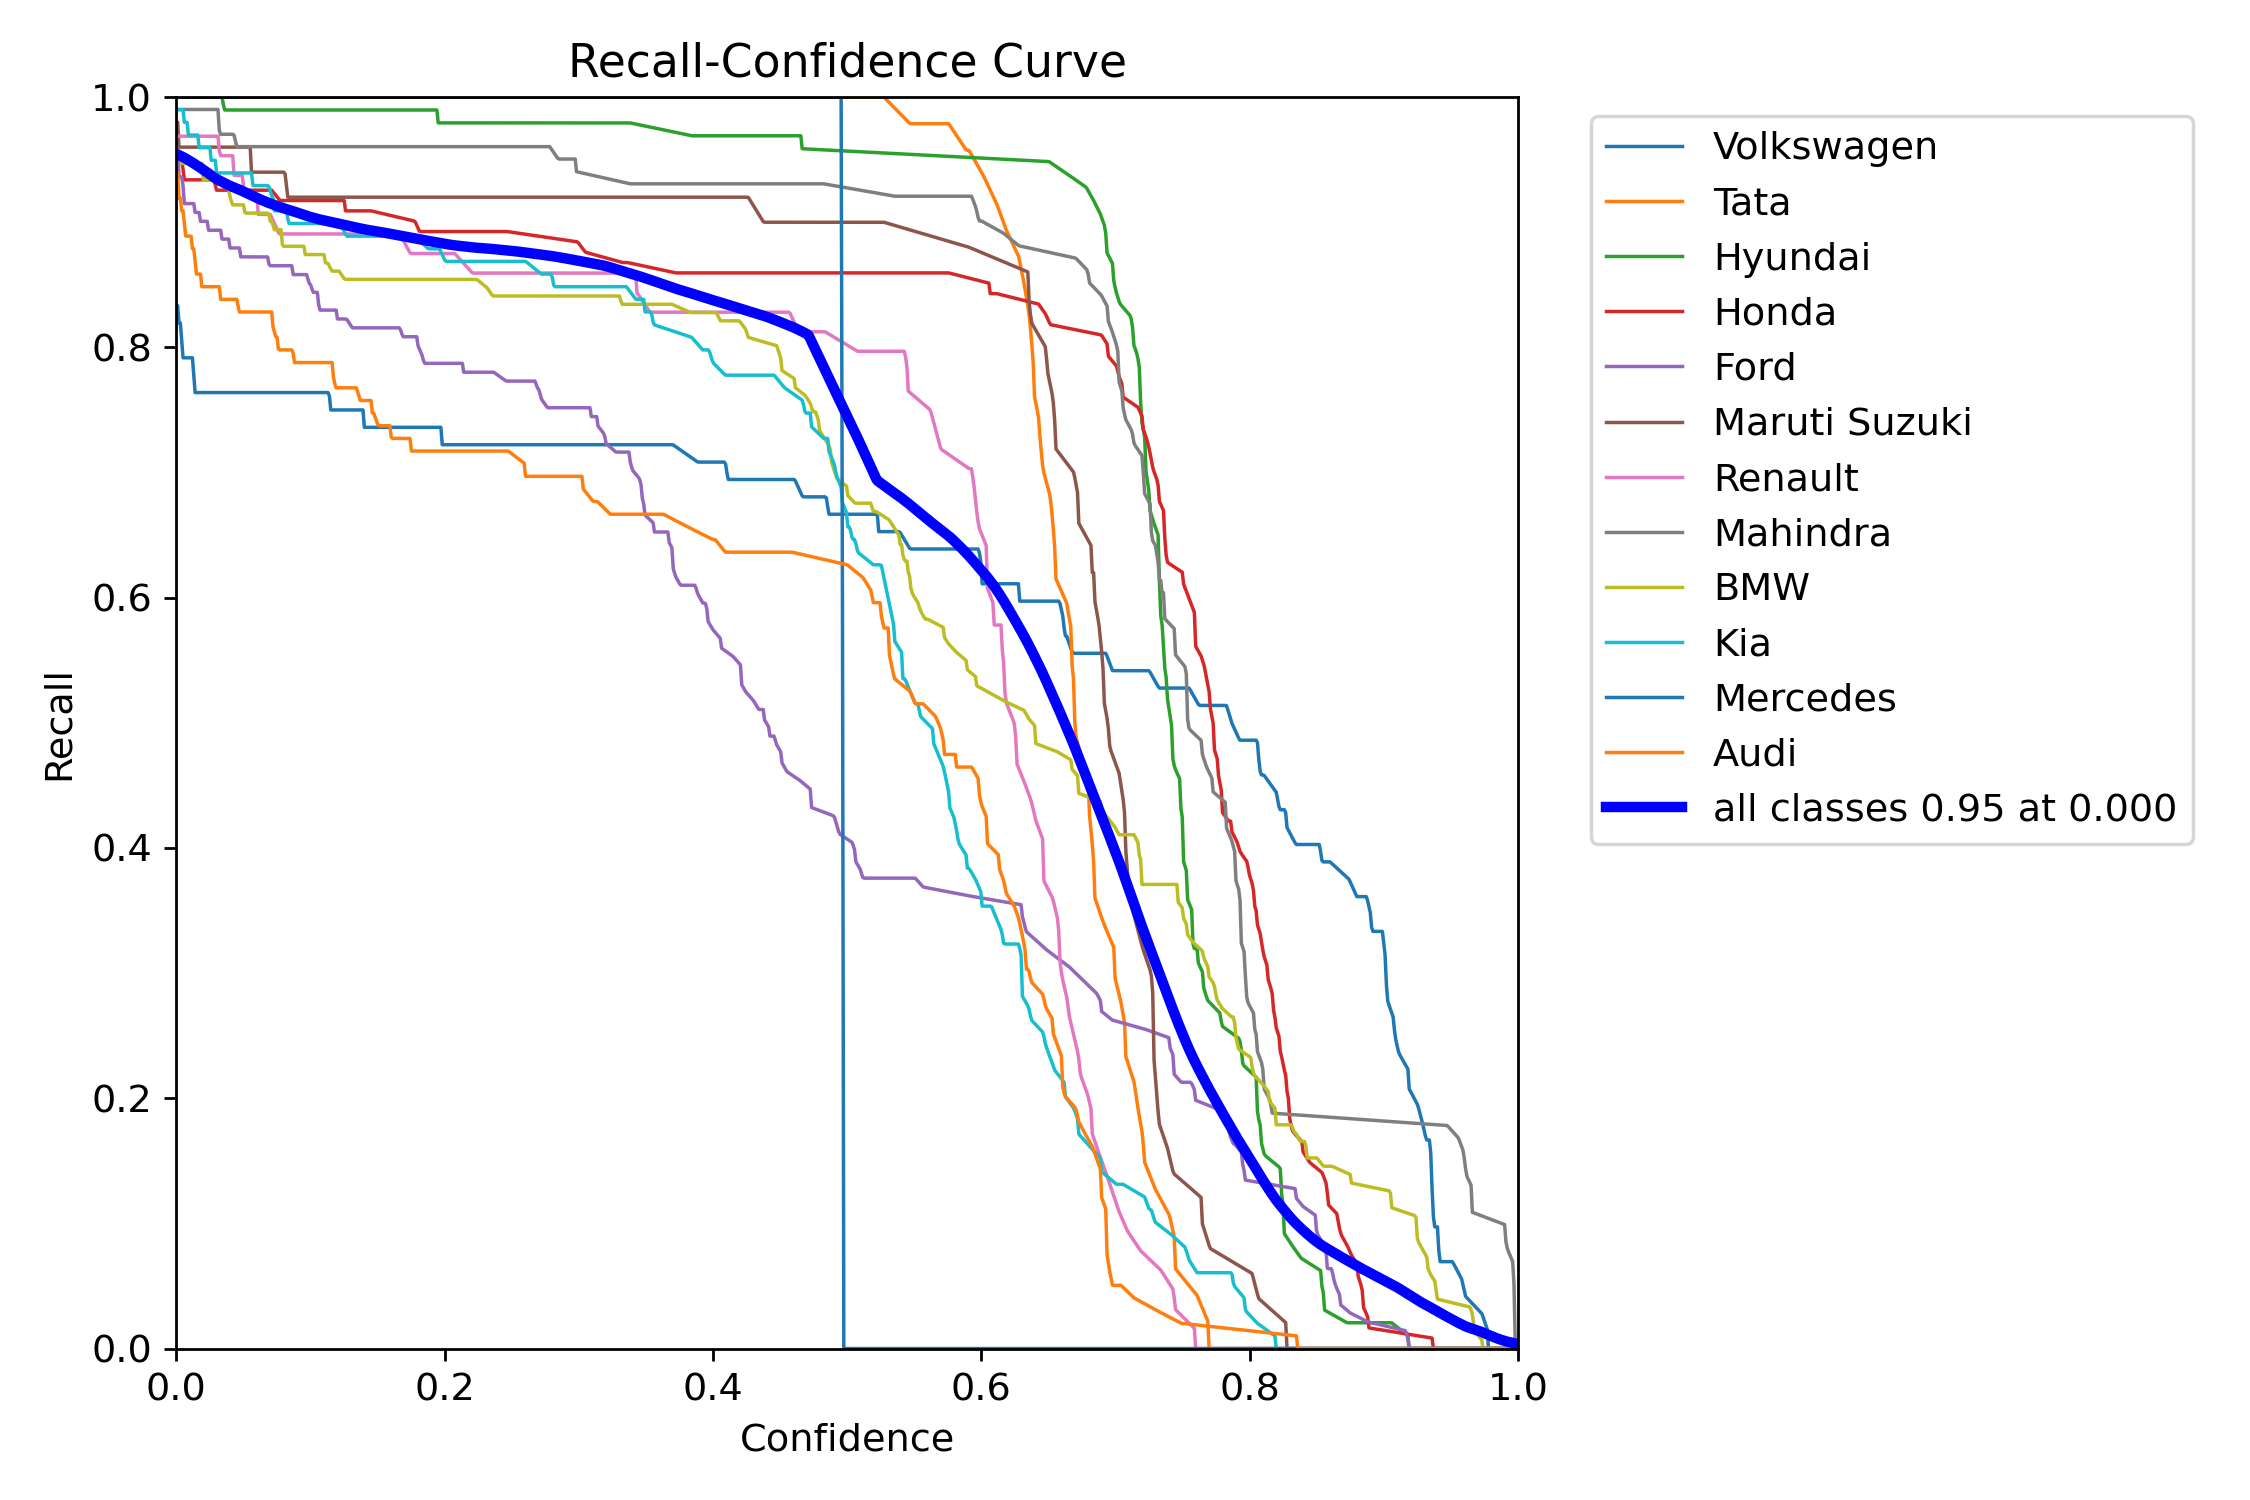 Recall-Confidence Curve
1.0
0.8
0.6
0.4
0.2
0.0
Recall
0.0 0.2 0.4 0.6 0.8 1.0
Confidence
Volkswagen
Tata
Hyundai
Honda
Ford
Maruti Suzuki
Renault
Mahindra
BMW
Kia
Mercedes
Audi
all classes 0.95 at 0.000